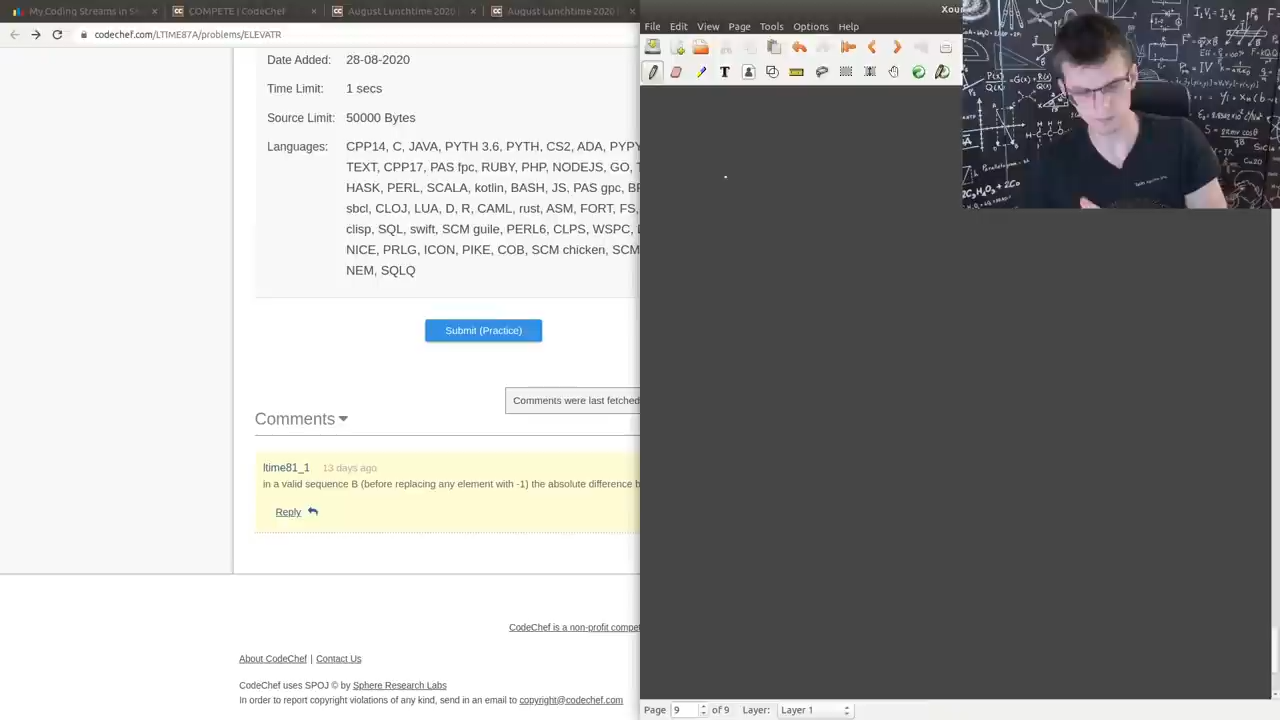 My Coding Streams in S
COMPETE | CodeChef
August Lunchtime 2020
August Lunchtime 2020
Xour
codechef.com/LTIME87A/problems/ELEVATR
File Edit View Page Tools Options Help
Date Added: 28-08-2020
Time Limit: 1 secs
Source Limit: 50000 Bytes
Languages: CPP14, C, JAVA, PYTH 3.6, PYTH, CS2, ADA, PYPY
TEXT, CPP17, PAS fpc, RUBY, PHP, NODEJS, GO,
HASK, PERL, SCALA, kotlin, BASH, JS, PAS gpc,
sbcl, CLOJ, LUA, D, R, CAML, rust, ASM, FORT, FS,
clisp, SQL, swift, SCM guile, PERL6, CLPS, WSPC,
NICE, PRLG, ICON, PIKE, COB, SCM chicken, SCM
NEM, SQLQ
Submit (Practice)
Comments were last fetched
Comments
ltime81_1 13 days ago
in a valid sequence B (before replacing any element with -1) the absolute difference b
Reply
CodeChef is a non-profit compet
About CodeChef | Contact Us
CodeChef uses SPOJ © by Sphere Research Labs
In order to report copyright violations of any kind, send in an email to copyright@codechef.com
Page 9 of 9 Layer: Layer 1